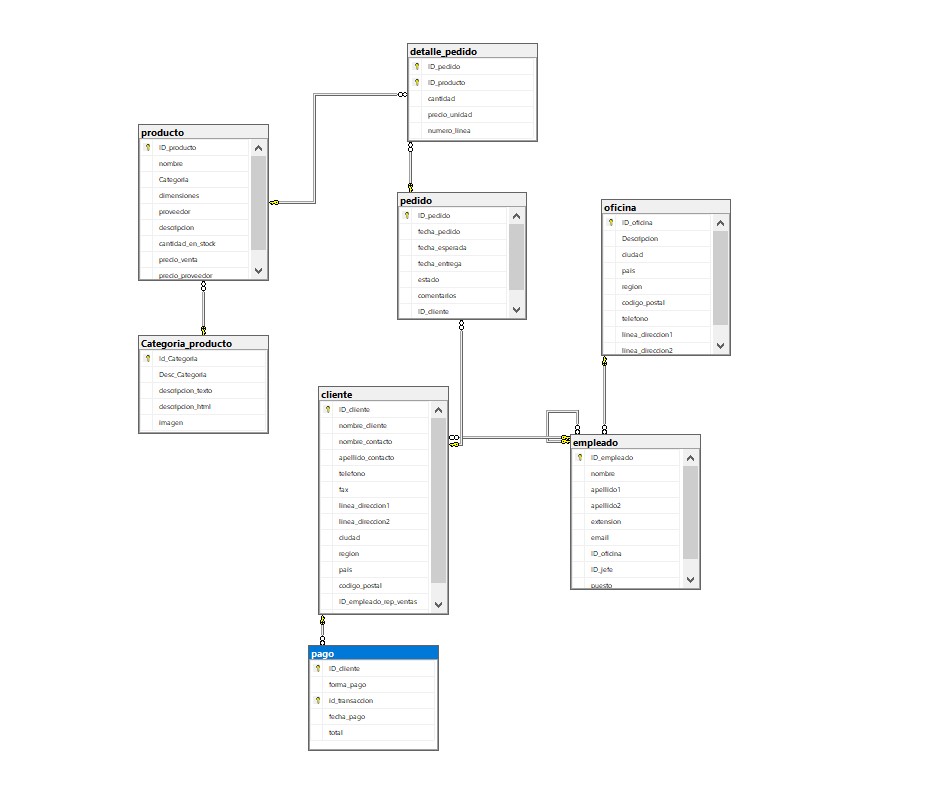 detalle_pedido
ID_pedido
ID_producto
cantidad
precio_unidad
numero_linea
producto
ID_producto
nombre
Categoria
dimensiones
proveedor
descripcion
cantidad_en_stock
precio_venta
precio_proveedor
pedido
ID_pedido
fecha_pedido
fecha_esperada
fecha_entrega
estado
comentarios
ID_cliente
oficina
ID_oficina
Descripcion
ciudad
pais
region
codigo_postal
telefono
linea_direccion1
linea_direccion2
Categoria_producto
Id_Categoria
Desc_Categoria
descripcion_texto
descripcion_html
imagen
cliente
ID_cliente
nombre_cliente
nombre_contacto
apellido_contacto
telefono
fax
linea_direccion1
linea_direccion2
ciudad
region
pais
codigo_postal
ID_empleado_rep_ventas
empleado
ID_empleado
nombre
apellido1
apellido2
extension
email
ID_oficina
ID_jefe
puesto
pago
ID_cliente
forma_pago
id_transaccion
fecha_pago
total